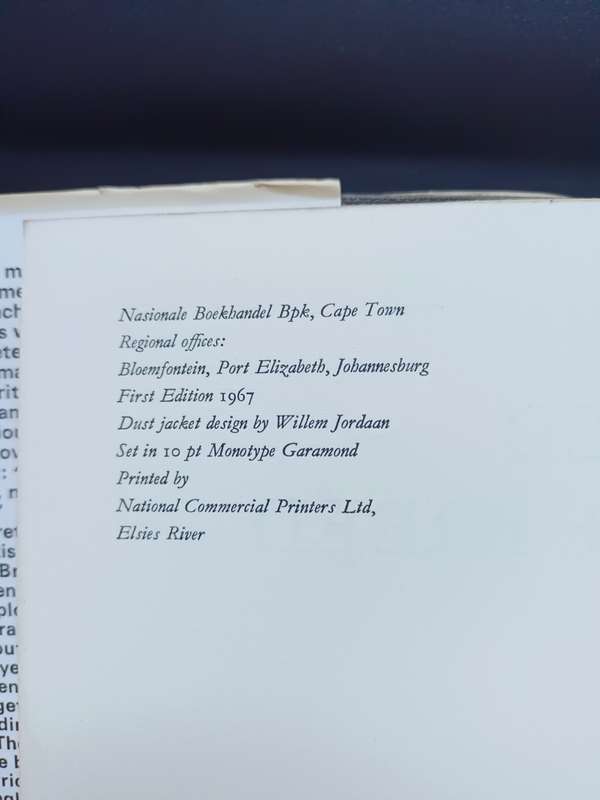 Nasionale Boekhandel Bpk, Cape Town
Regional offices:
Bloemfontein, Port Elizabeth, Johannesburg
First Edition 1967
Dust jacket design by Willem Jordaan
Set in 10 pt Monotype Garamond
Printed by
National Commercial Printers Ltd,
Elsies River